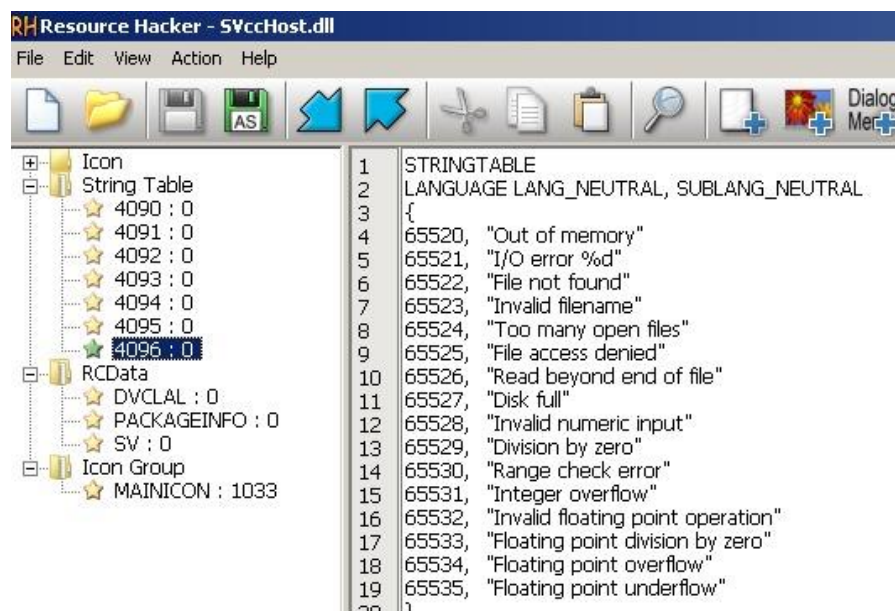 RH Resource Hacker - SVccHost.dll
File Edit View Action Help
AS
Dialog
Men
Icon
String Table
4090 : 0
4091 : 0
4092 : 0
4093 : 0
4094 : 0
4095 : 0
4096 : 0
RCData
DVCLAL : 0
PACKAGEINFO : 0
SV : 0
Icon Group
MAINICON : 1033
1 STRINGTABLE
2 LANGUAGE LANG_NEUTRAL, SUBLANG_NEUTRAL
3 {
4 65520, "Out of memory"
5 65521, "I/O error %d"
6 65522, "File not found"
7 65523, "Invalid filename"
8 65524, "Too many open files"
9 65525, "File access denied"
10 65526, "Read beyond end of file"
11 65527, "Disk full"
12 65528, "Invalid numeric input"
13 65529, "Division by zero"
14 65530, "Range check error"
15 65531, "Integer overflow"
16 65532, "Invalid floating point operation"
17 65533, "Floating point division by zero"
18 65534, "Floating point overflow"
19 65535, "Floating point underflow"
20 }